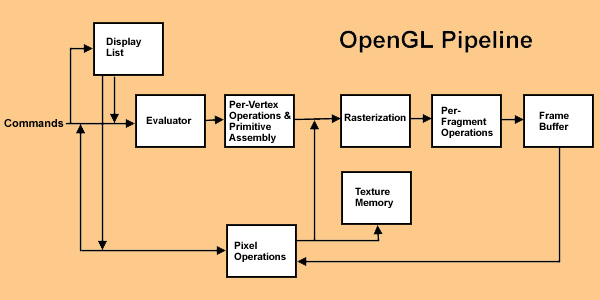 OpenGL Pipeline
Display
List
Commands
Evaluator
Per-Vertex
Operations &
Primitive
Assembly
Rasterization
Per-
Fragment
Operations
Frame
Buffer
Texture
Memory
Pixel
Operations